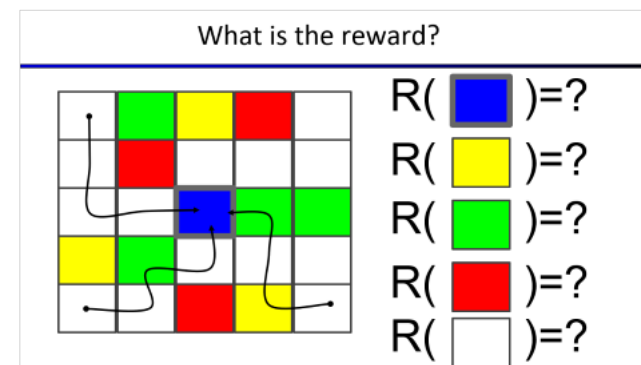 What is the reward?
R( )=?
R( )=?
R( )=?
R( )=?
R( )=?